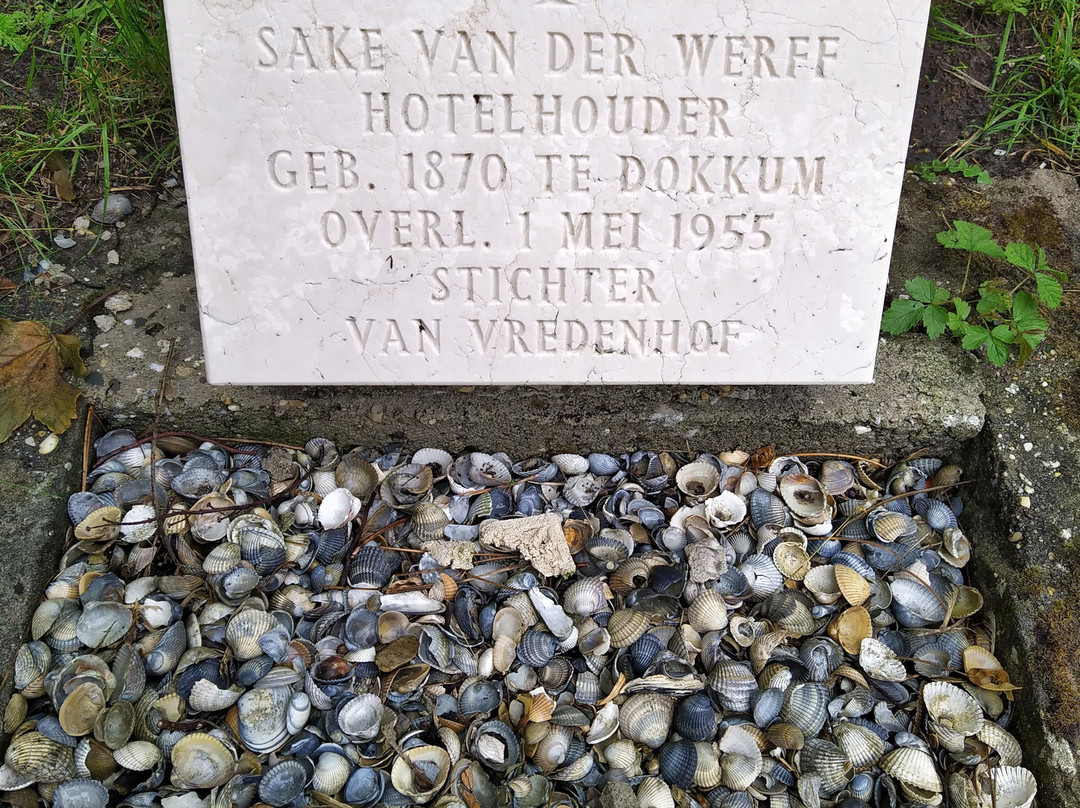 SAKE VAN DER WERFF
HOTELHOUDER
GEB. 1870 TE DOKKUM
OVERL. 1 MEI 1955
STICHTER
VAN VREDENHOF